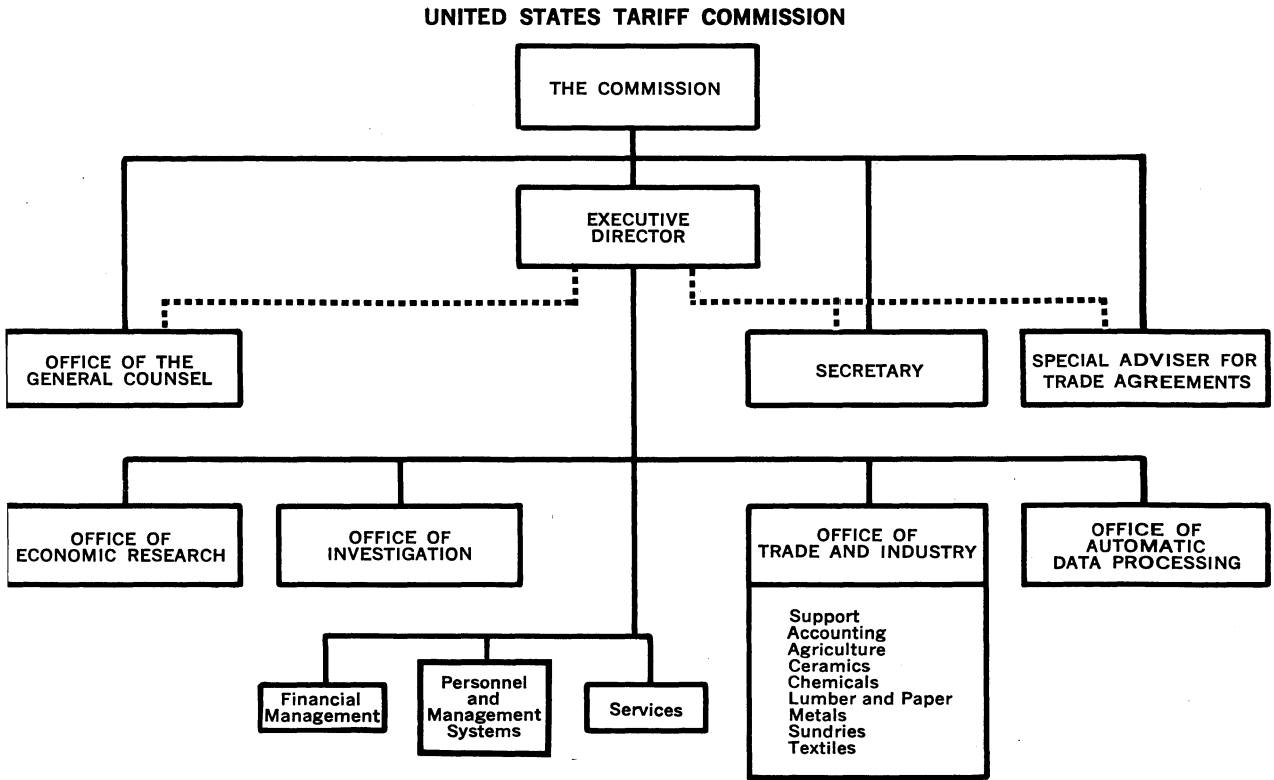 UNITED STATES TARIFF COMMISSION
THE COMMISSION
EXECUTIVE
DIRECTOR
OFFICE OF THE
GENERAL COUNSEL
SECRETARY
SPECIAL ADVISER FOR
TRADE AGREEMENTS
OFFICE OF
ECONOMIC RESEARCH
OFFICE OF
INVESTIGATION
OFFICE OF
TRADE AND INDUSTRY
OFFICE OF
AUTOMATIC
DATA PROCESSING
Support
Accounting
Agriculture
Ceramics
Chemicals
Lumber and Paper
Metals
Sundries
Textiles
Financial
Management
Personnel
and
Management
Systems
Services